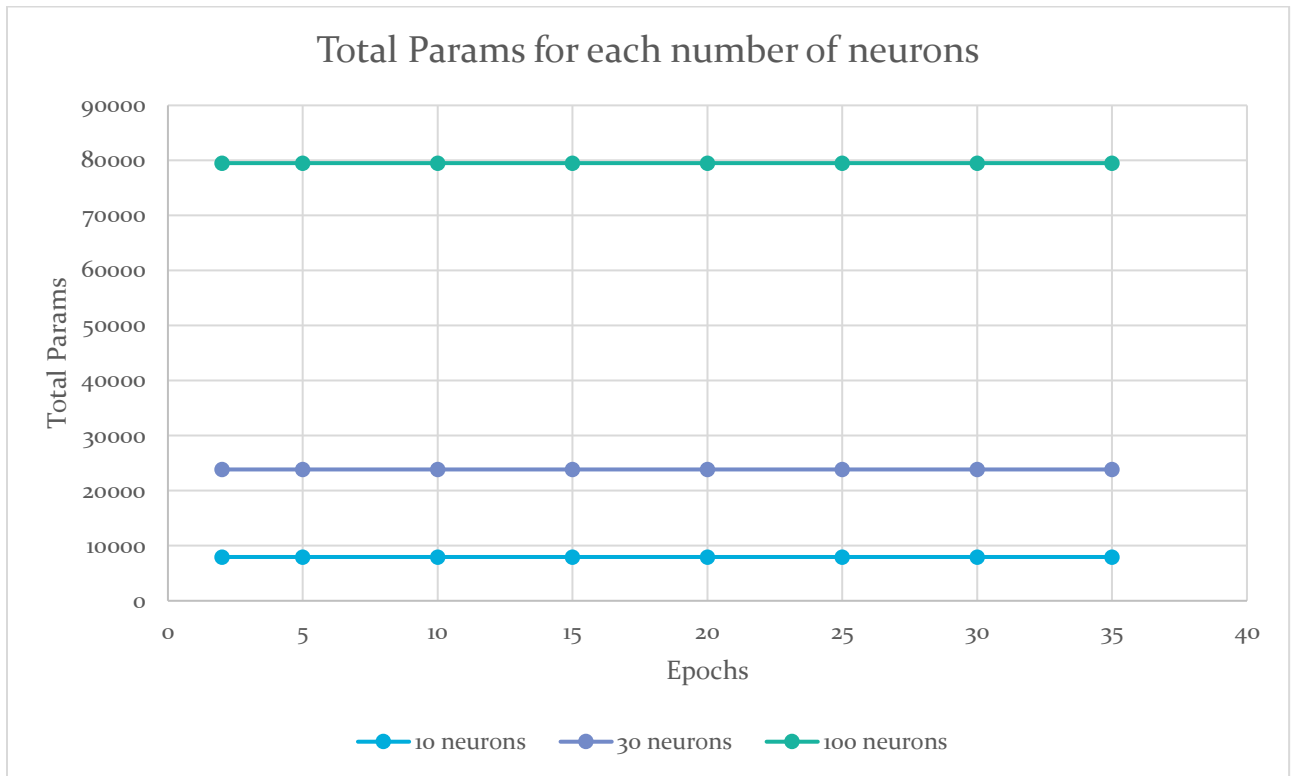 Total Params for each number of neurons
90000
80000
70000
60000
50000
40000
30000
20000
10000
0
Total Params
0 5 10 15 20 25 30 35 40
Epochs
10 neurons 30 neurons 100 neurons